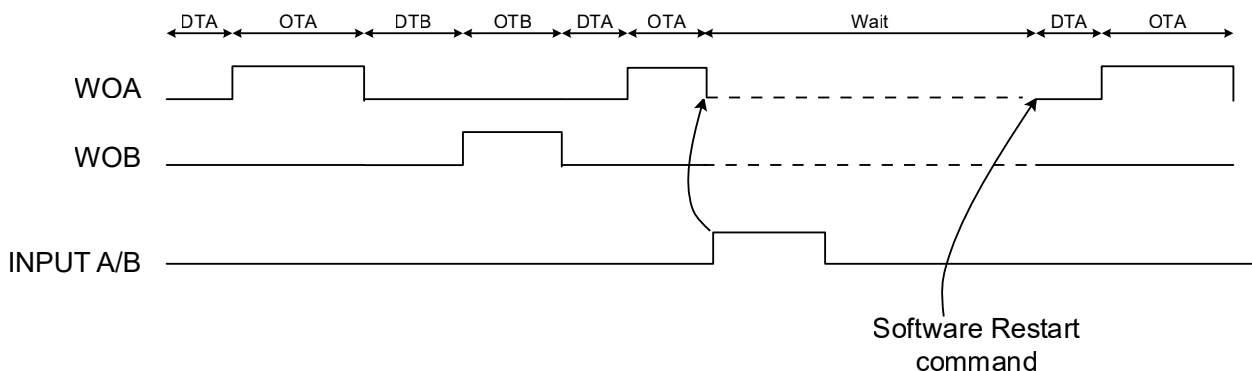 DTA OTA DTB OTB DTA OTA Wait DTA OTA
WOA
WOB
INPUT A/B
Software Restart
command